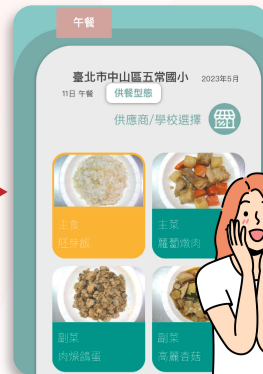 午餐
臺北市中山區五常國小 2023年5月
11日 午餐 供餐型態
供應商/學校選擇
主食
胚芽飯
主菜
蘿蔔燉肉
副菜
肉燥鴿蛋
副菜
高麗杏菇